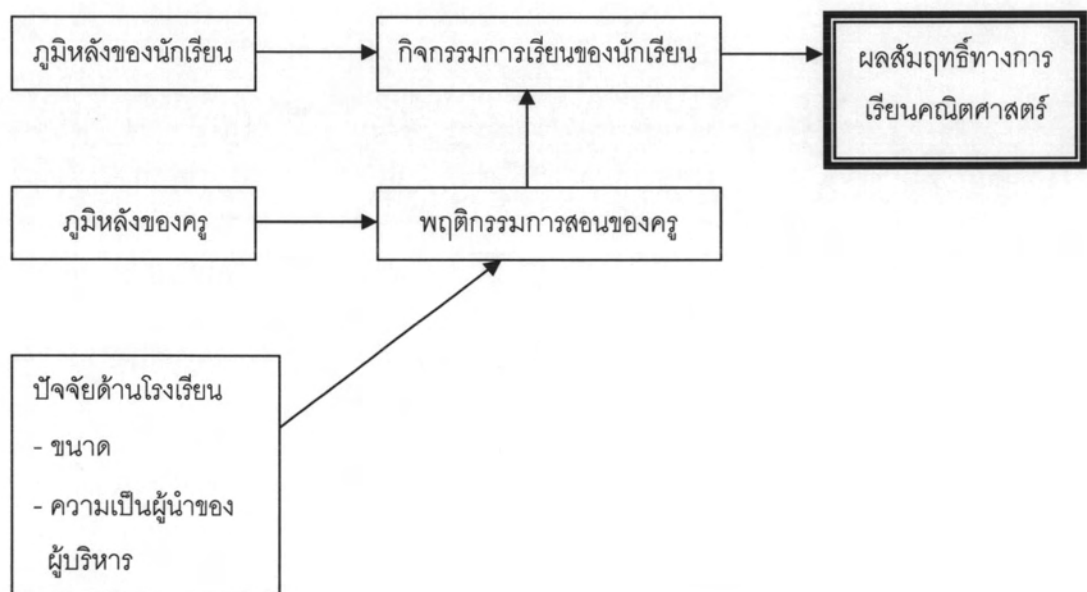 ภูมิหลังของนักเรียน
กิจกรรมการเรียนของนักเรียน
ผลสัมฤทธิ์ทางการ
เรียนคณิตศาสตร์
ภูมิหลังของครู
พฤติกรรมการสอนของครู
ปัจจัยด้านโรงเรียน
- ขนาด
- ความเป็นผู้นำของ
ผู้บริหาร